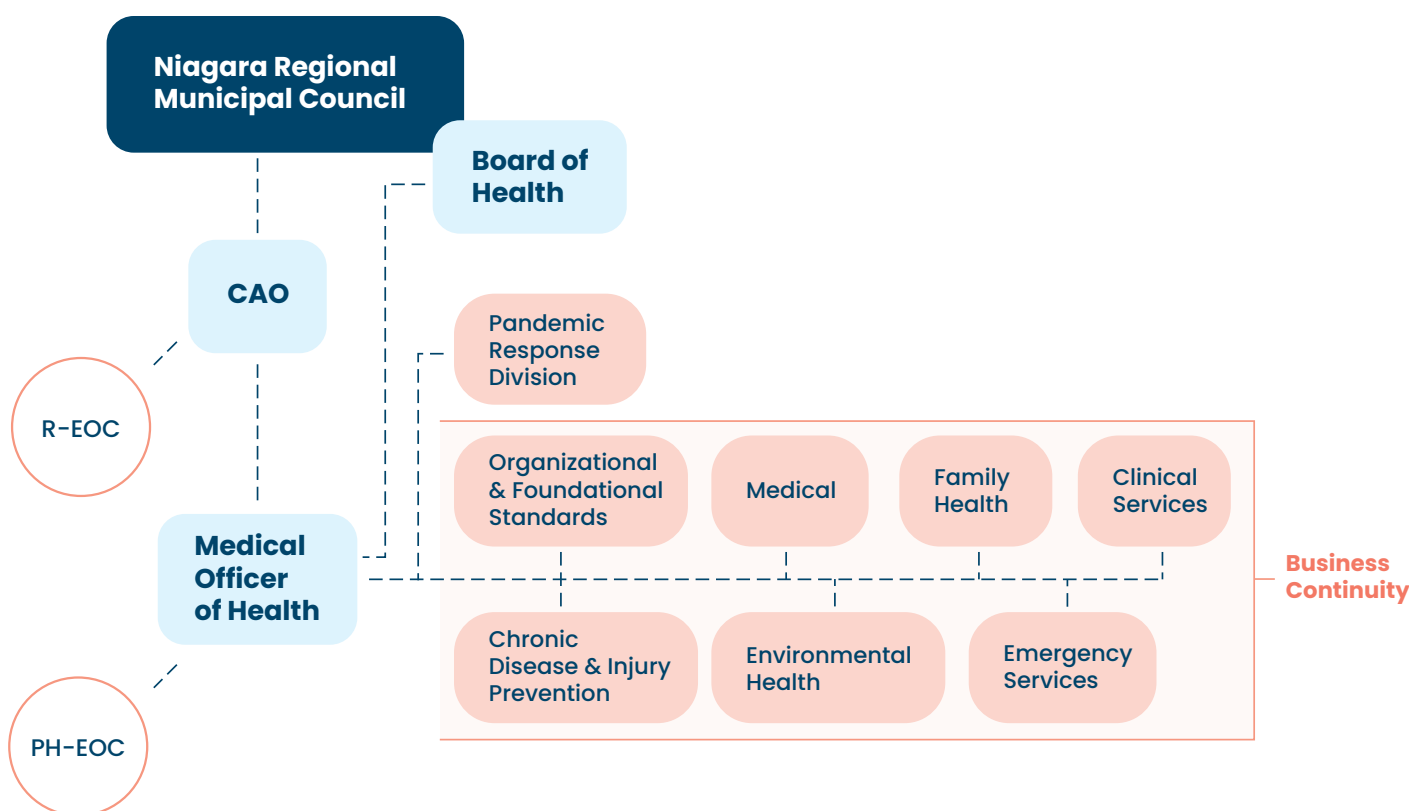 Niagara Regional
Municipal Council
Board of
Health
CAO
Pandemic
Response
Division
R-EOC
Organizational
& Foundational
Standards
Medical
Family
Health
Clinical
Services
Medical
Officer
of Health
Business
Continuity
Chronic
Disease & Injury
Prevention
Environmental
Health
Emergency
Services
PH-EOC